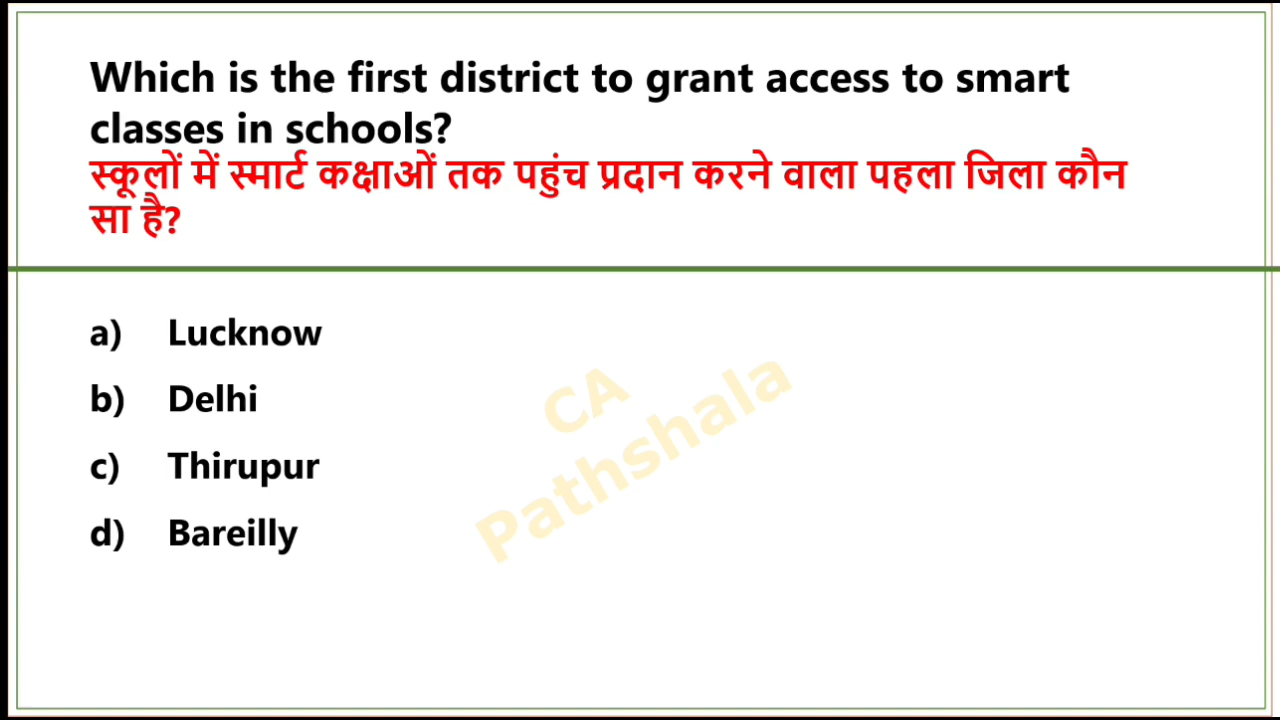 Which is the first district to grant access to smart
classes in schools?
स्कूलों में स्मार्ट कक्षाओं तक पहुंच प्रदान करने वाला पहला जिला कौन
सा है?
a) Lucknow
b) Delhi
c) Thirupur
d) Bareilly
CA
Pathshala